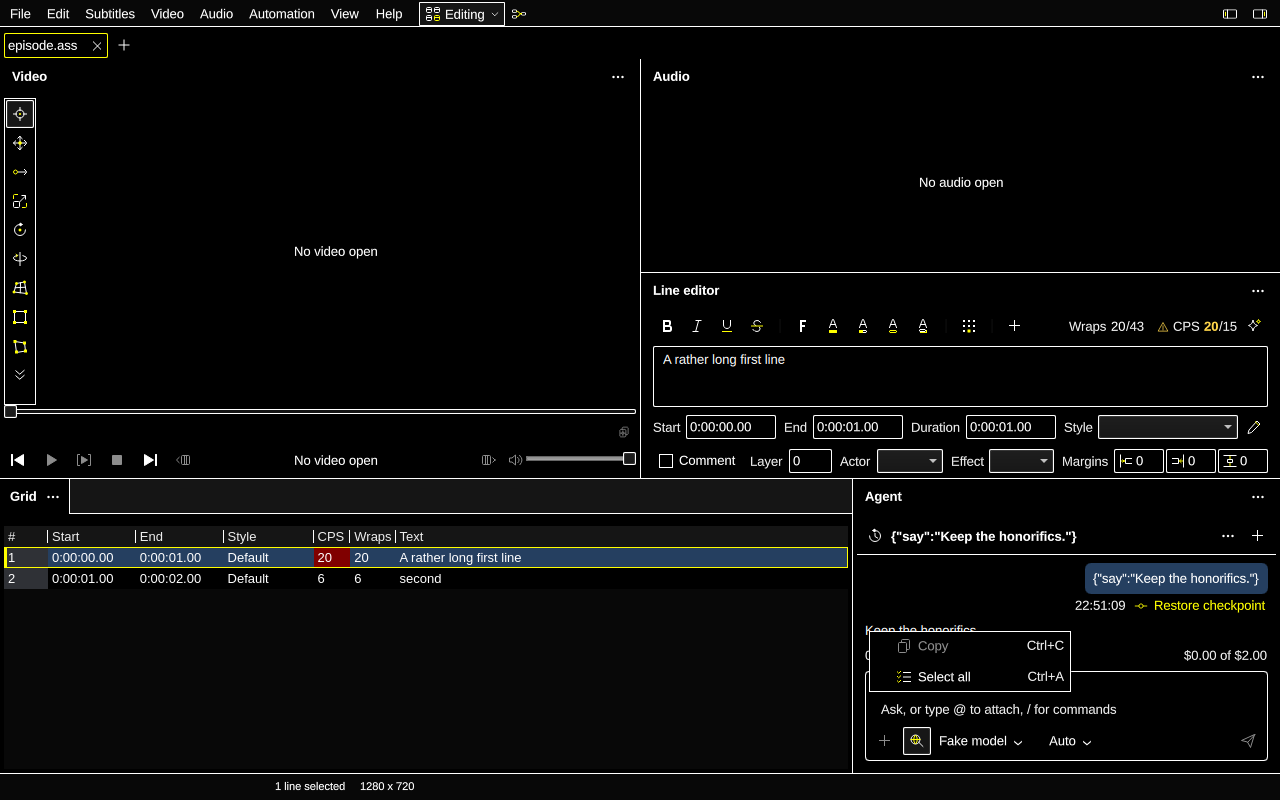 File Edit Subtitles Video Audio Automation View Help Editing
episode.ass
Video
No video open
No video open
Audio
No audio open
Line editor
B I U S F A A A A Wraps 20/43 CPS 20/15
A rather long first line
Start 0:00:00.00 End 0:00:01.00 Duration 0:00:01.00 Style
Comment Layer 0 Actor Effect Margins 0 0 0
Grid
# Start End Style CPS Wraps Text
1 0:00:00.00 0:00:01.00 Default 20 20 A rather long first line
2 0:00:01.00 0:00:02.00 Default 6 6 second
Agent
{"say":"Keep the honorifics."}
{"say":"Keep the honorifics."}
22:51:09 Restore checkpoint
Keep the honorifics.
$0.00 of $2.00
Copy Ctrl+C
Select all Ctrl+A
Ask, or type @ to attach, / for commands
Fake model Auto
1 line selected 1280 x 720